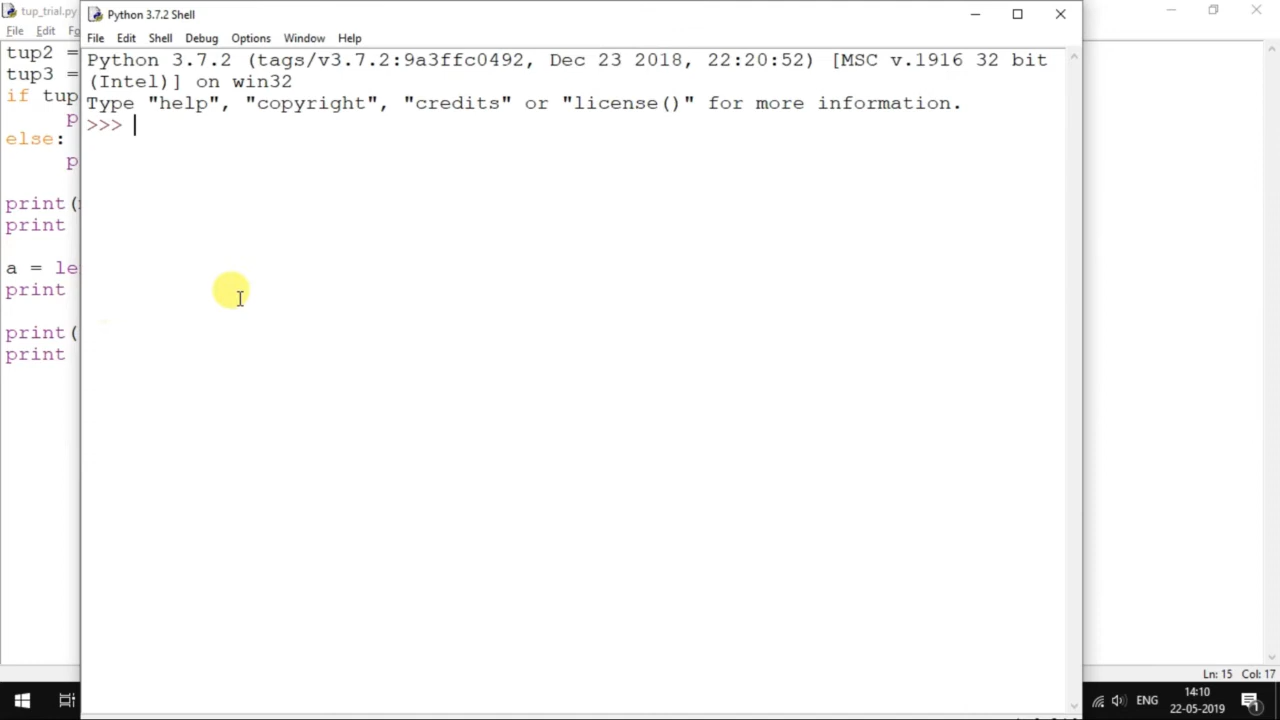 tup_trial.py
File Edit
tup2 =
tup3 =
if tup
p
else:
p
print(
print
a = le
print
print(
print
Python 3.7.2 Shell
File Edit Shell Debug Options Window Help
Python 3.7.2 (tags/v3.7.2:9a3ffc0492, Dec 23 2018, 22:20:52) [MSC v.1916 32 bit
(Intel)] on win32
Type "help", "copyright", "credits" or "license()" for more information.
>>>
Ln: 15 Col: 17
ENG
14:10
22-05-2019
1